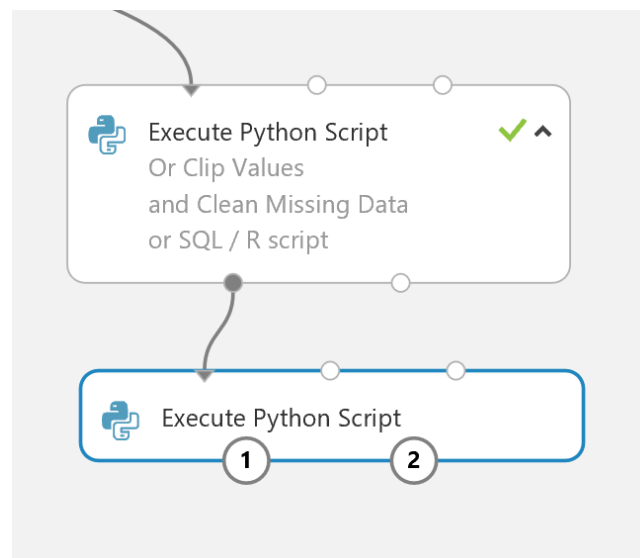 Execute Python Script
Or Clip Values
and Clean Missing Data
or SQL / R script
Execute Python Script
1
2